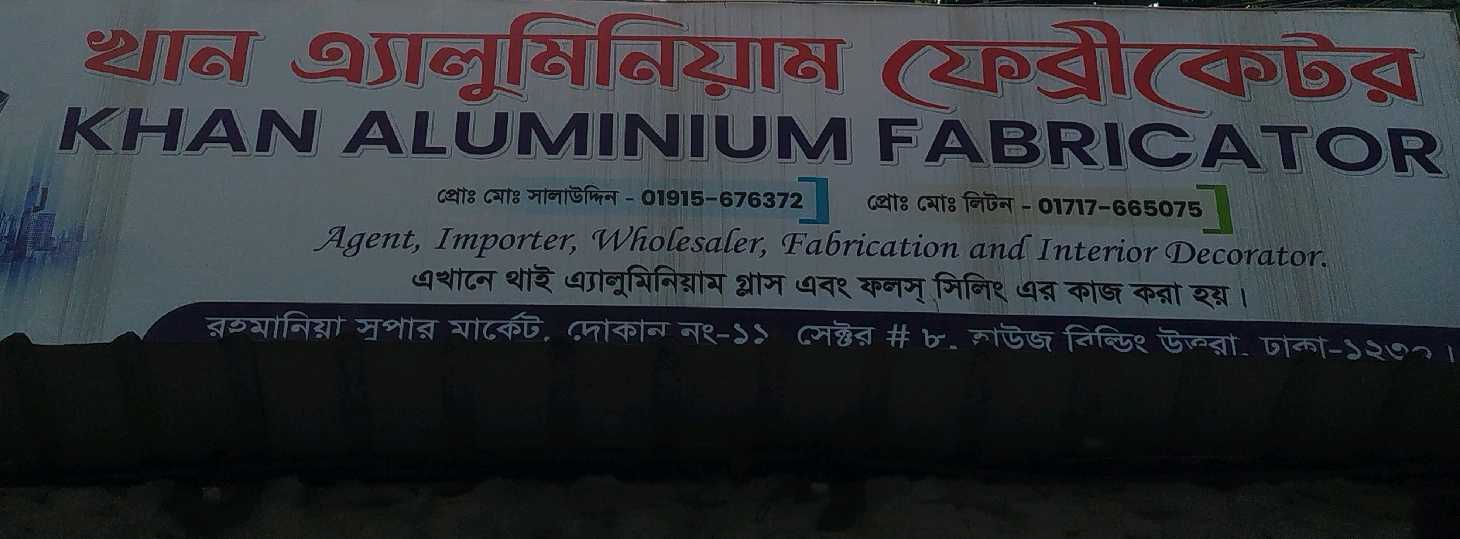 খান এ্যালুমিনিয়াম ফেব্রীকেটর
KHAN ALUMINIUM FABRICATOR
প্রোঃ মোঃ সালাউদ্দিন - 01915-676372] প্রোঃ মোঃ লিটন - 01717-665075]
Agent, Importer, Wholesaler, Fabrication and Interior Decorator.
এখানে থাই এ্যালুমিনিয়াম গ্লাস এবং ফলস্ সিলিং এর কাজ করা হয়।
রহমানিয়া সুপার মার্কেট, দোকান নং-১১ সেক্টর # ৮, হাউজ বিল্ডিং উত্তরা, ঢাকা-১২৩০।